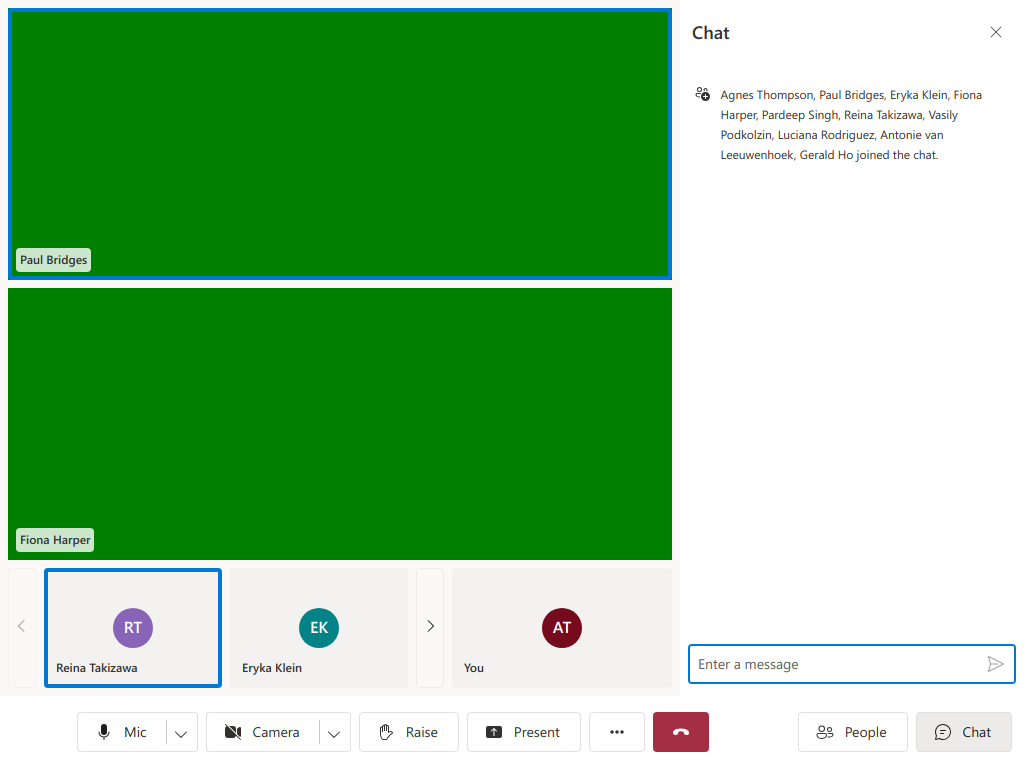 Chat
Agnes Thompson, Paul Bridges, Eryka Klein, Fiona
Harper, Pardeep Singh, Reina Takizawa, Vasily
Podkolzin, Luciana Rodriguez, Antonie van
Leeuwenhoek, Gerald Ho joined the chat.
Paul Bridges
Fiona Harper
RT
Reina Takizawa
EK
Eryka Klein
AT
You
Enter a message
Mic
Camera
Raise
Present
People
Chat